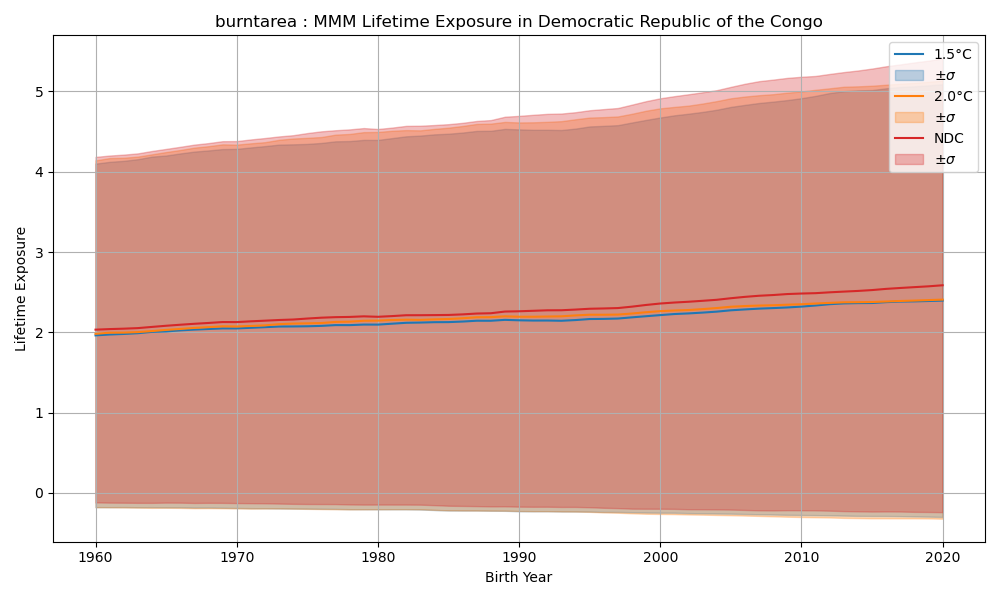 burntarea : MMM Lifetime Exposure in Democratic Republic of the Congo
1.5°C
±σ
2.0°C
±σ
NDC
±σ
Lifetime Exposure
5
4
3
2
1
0
1960 1970 1980 1990 2000 2010 2020
Birth Year